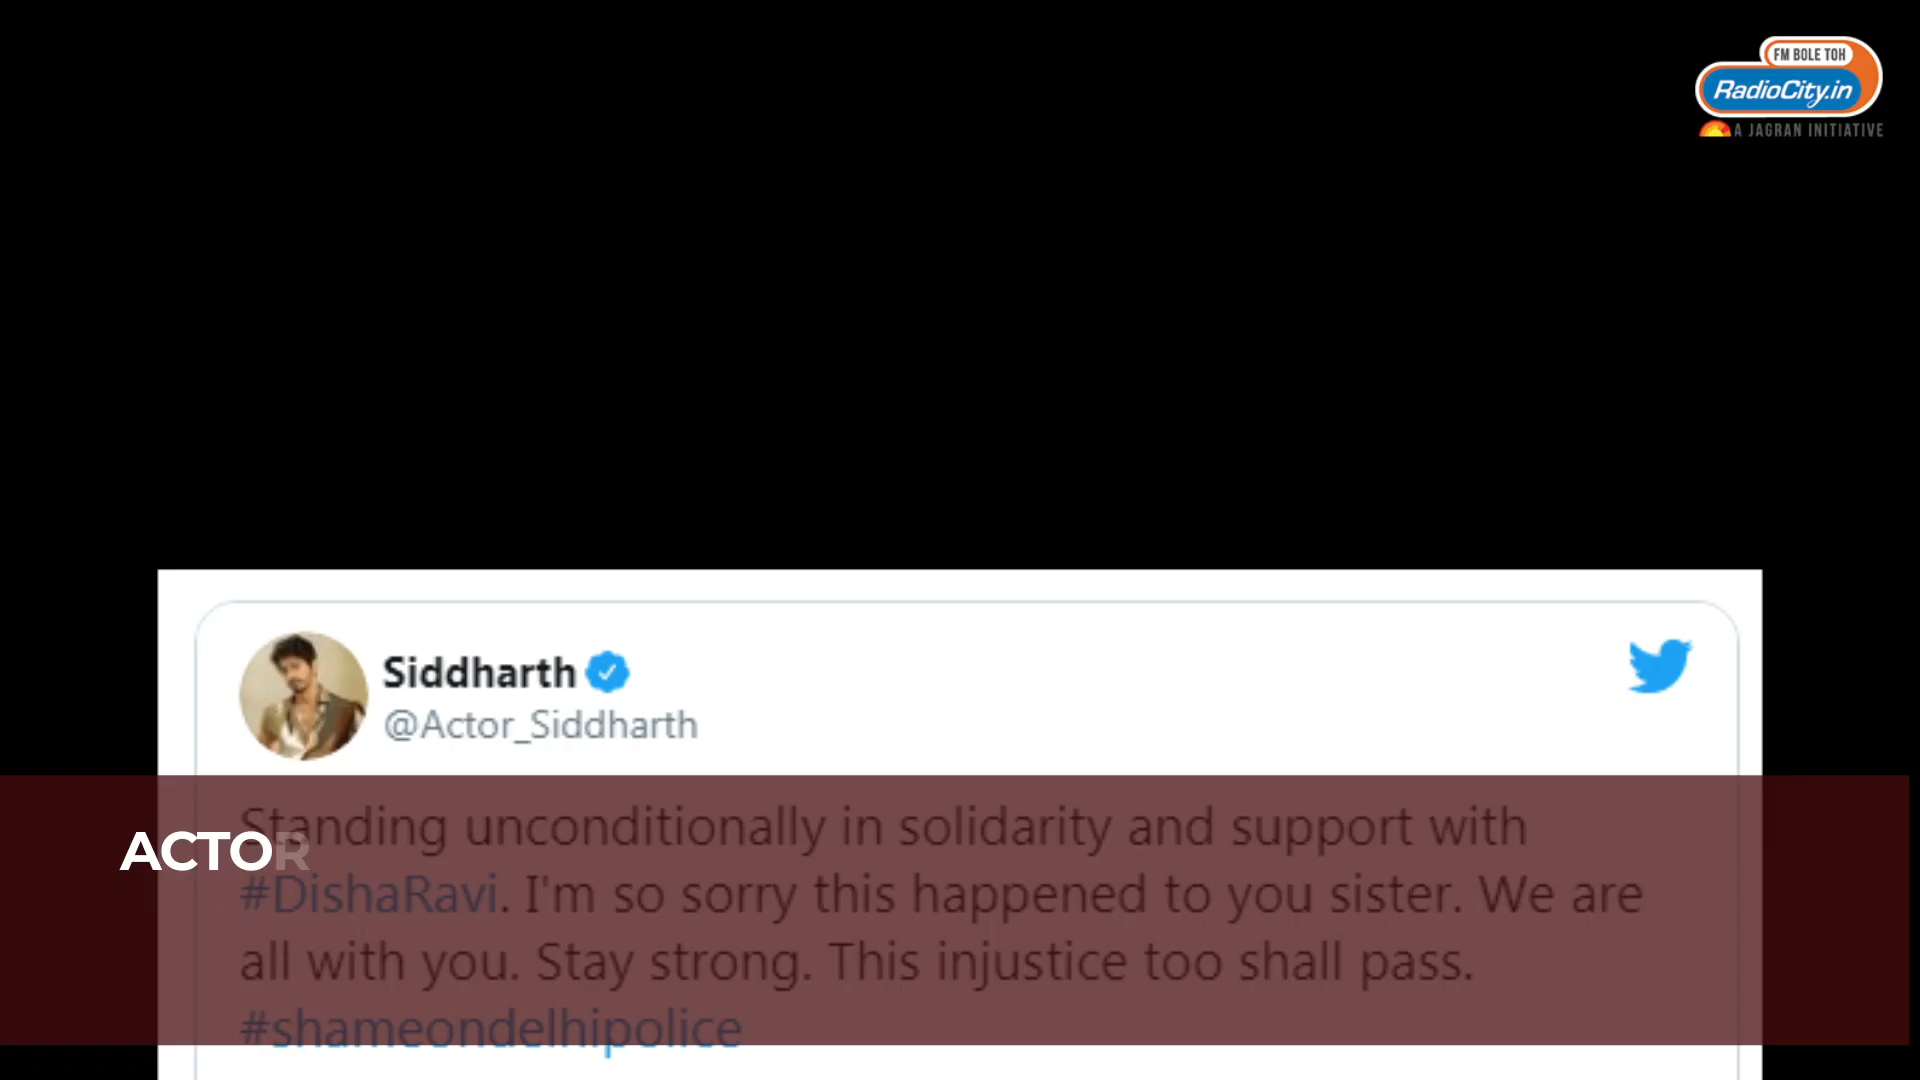 FM BOLE TOH
RadioCity.in
A JAGRAN INITIATIVE
Siddharth
@Actor_Siddharth
Standing unconditionally in solidarity and support with
#DishaRavi. I'm so sorry this happened to you sister. We are
all with you. Stay strong. This injustice too shall pass.
#shameondelhipolice
ACTOR